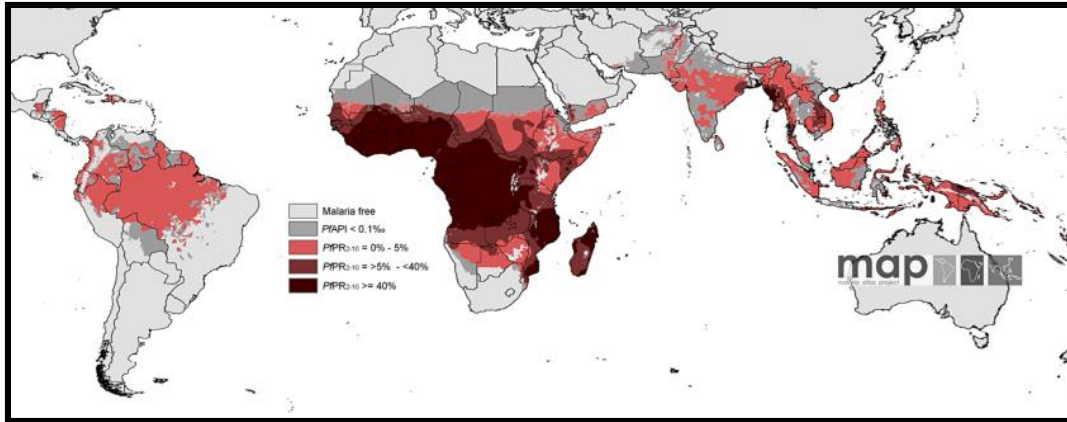 Malaria free
PfAPI < 0.1‰
PfPR2-10 = 0% - 5%
PfPR2-10 = >5% - <40%
PfPR2-10 >= 40%
map
malaria atlas project